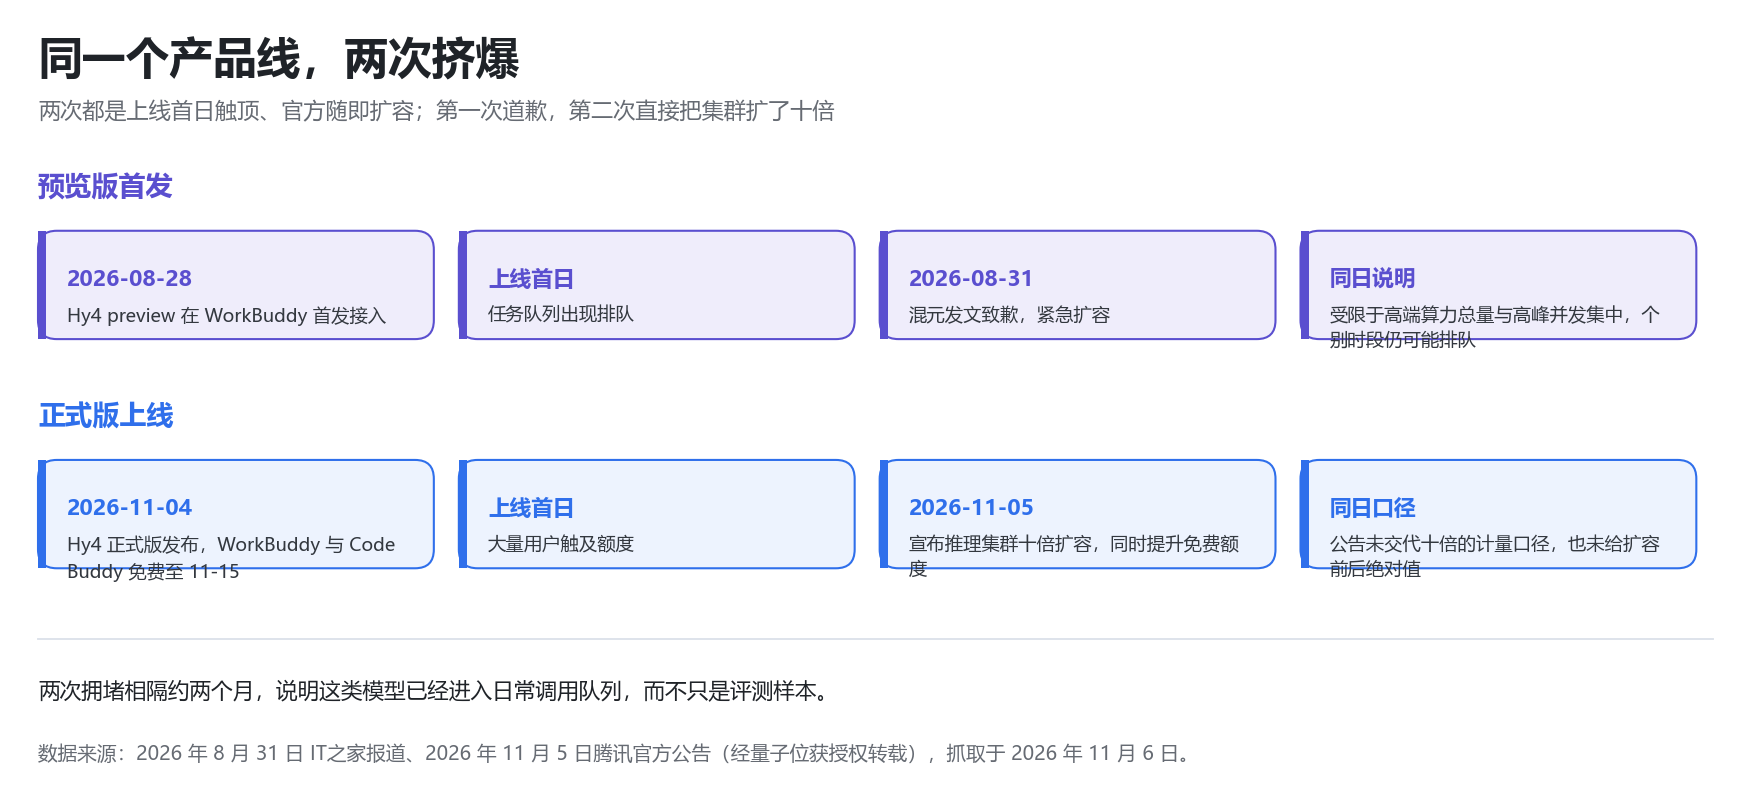 同一个产品线，两次挤爆
两次都是上线首日触顶、官方随即扩容；第一次道歉，第二次直接把集群扩了十倍
预览版首发
2026-08-28
Hy4 preview 在 WorkBuddy 首发接入
上线首日
任务队列出现排队
2026-08-31
混元发文致歉，紧急扩容
同日说明
受限于高端算力总量与高峰并发集中，个
别时段仍可能排队
正式版上线
2026-11-04
Hy4 正式版发布，WorkBuddy 与 Code
Buddy 免费至 11-15
上线首日
大量用户触及额度
2026-11-05
宣布推理集群十倍扩容，同时提升免费额
度
同日口径
公告未交代十倍的计量口径，也未给扩容
前后绝对值
两次拥堵相隔约两个月，说明这类模型已经进入日常调用队列，而不只是评测样本。
数据来源：2026 年 8 月 31 日 IT之家报道、2026 年 11 月 5 日腾讯官方公告（经量子位获授权转载），抓取于 2026 年 11 月 6 日。